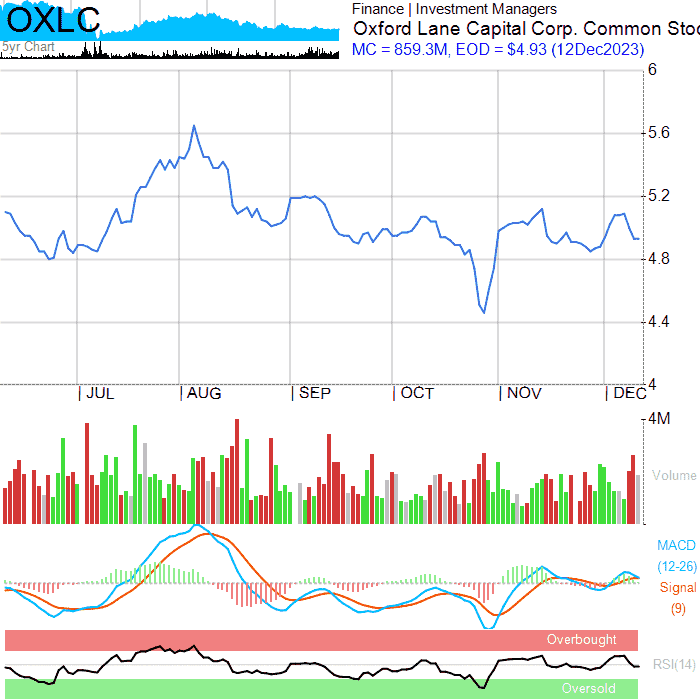 OXLC
5yr Chart
Finance | Investment Managers
Oxford Lane Capital Corp. Common Stoc
MC = 859.3M, EOD = $4.93 (12Dec2023)
6
5.6
5.2
4.8
4.4
4
| JUL | AUG | SEP | OCT | NOV | DEC
4M
Volume
MACD
(12-26)
Signal
(9)
Overbought
RSI(14)
Oversold